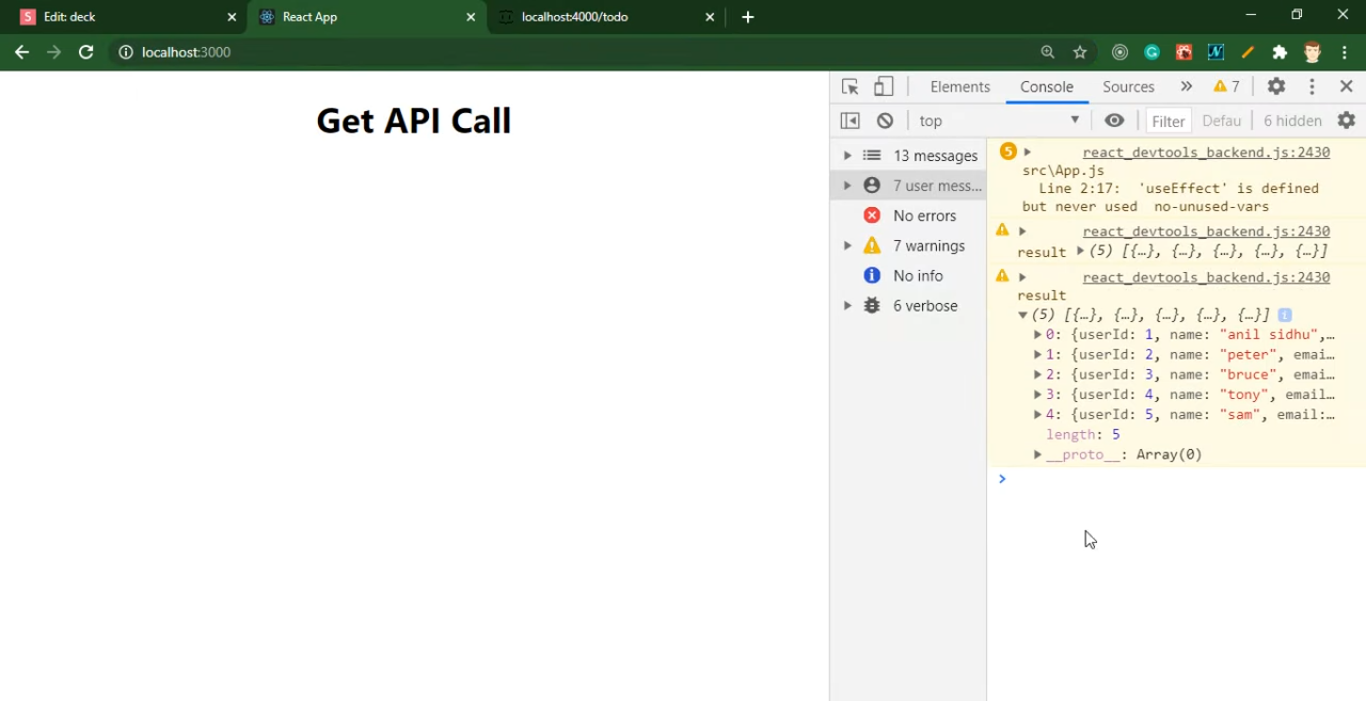 S Edit: deck
React App
localhost:4000/todo
localhost:3000
Get API Call
Elements Console Sources » 7
top Filter Defau 6 hidden
13 messages
7 user mess...
No errors
7 warnings
No info
6 verbose
5 react_devtools_backend.js:2430
src\App.js
Line 2:17: 'useEffect' is defined
but never used no-unused-vars
react_devtools_backend.js:2430
result (5) [{…}, {…}, {…}, {…}, {…}]
react_devtools_backend.js:2430
result
(5) [{…}, {…}, {…}, {…}, {…}] i
0: {userId: 1, name: "anil sidhu",…
1: {userId: 2, name: "peter", emai…
2: {userId: 3, name: "bruce", emai…
3: {userId: 4, name: "tony", email…
4: {userId: 5, name: "sam", email:…
length: 5
__proto__: Array(0)
>